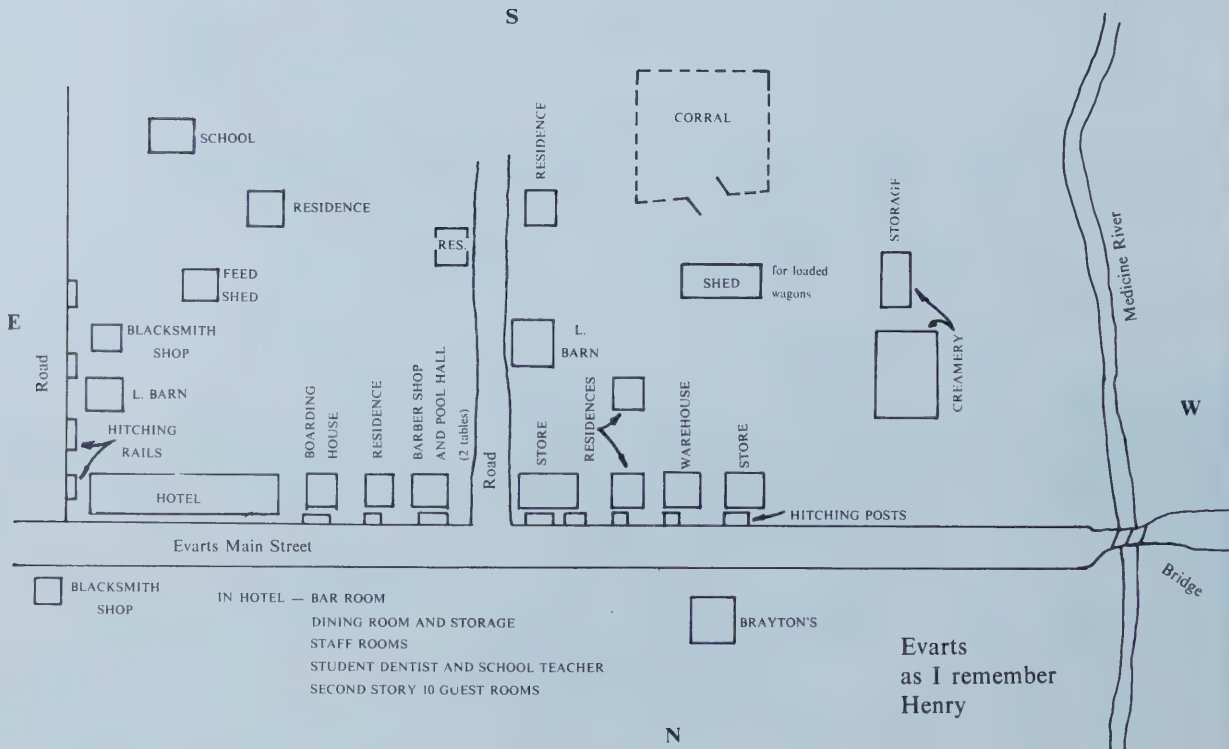 S
SCHOOL
RESIDENCE
RESIDENCE
CORRAL
RES.
FEED
SHED
SHED
for loaded
wagons
STORAGE
Medicine River
E
BLACKSMITH
SHOP
L.
BARN
CREAMERY
Road
L. BARN
HITCHING
RAILS
W
BOARDING
HOUSE
RESIDENCE
BARBER SHOP
AND POOL HALL
(2 tables)
Road
STORE
RESIDENCES
WAREHOUSE
STORE
HOTEL
HITCHING POSTS
Evarts Main Street
Bridge
BLACKSMITH
SHOP
IN HOTEL — BAR ROOM
DINING ROOM AND STORAGE
STAFF ROOMS
STUDENT DENTIST AND SCHOOL TEACHER
SECOND STORY 10 GUEST ROOMS
BRAYTON'S
Evarts
as I remember
Henry
N